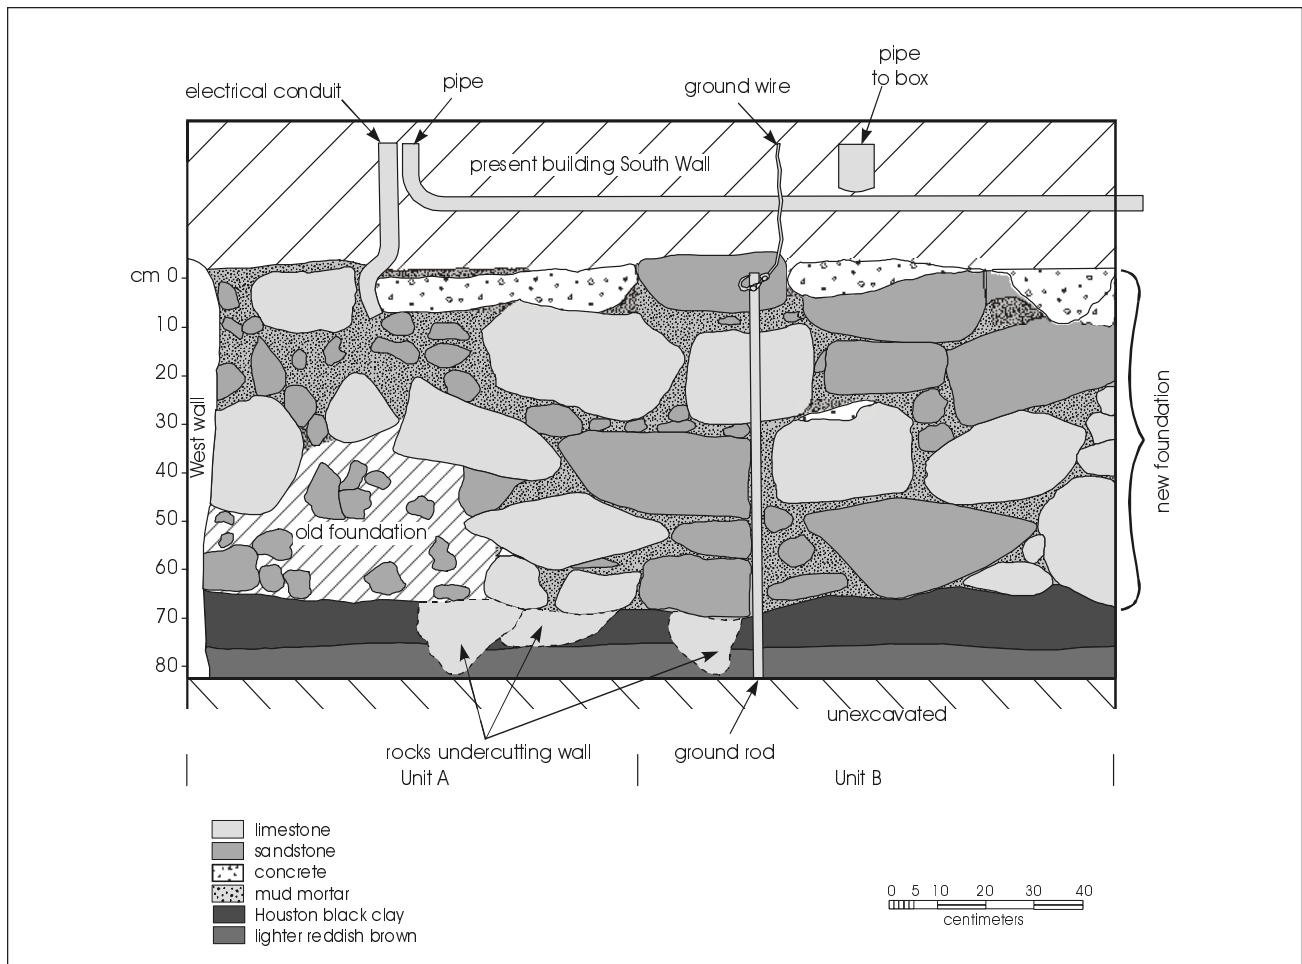 pipe
to box
electrical conduit
pipe
ground wire
present building South Wall
cm 0
10
20
30
40
50
60
70
80
West wall
old foundation
new foundation
unexcavated
rocks undercutting wall
ground rod
Unit A
Unit B
limestone
sandstone
concrete
mud mortar
Houston black clay
lighter reddish brown
0 5 10 20 30 40
centimeters